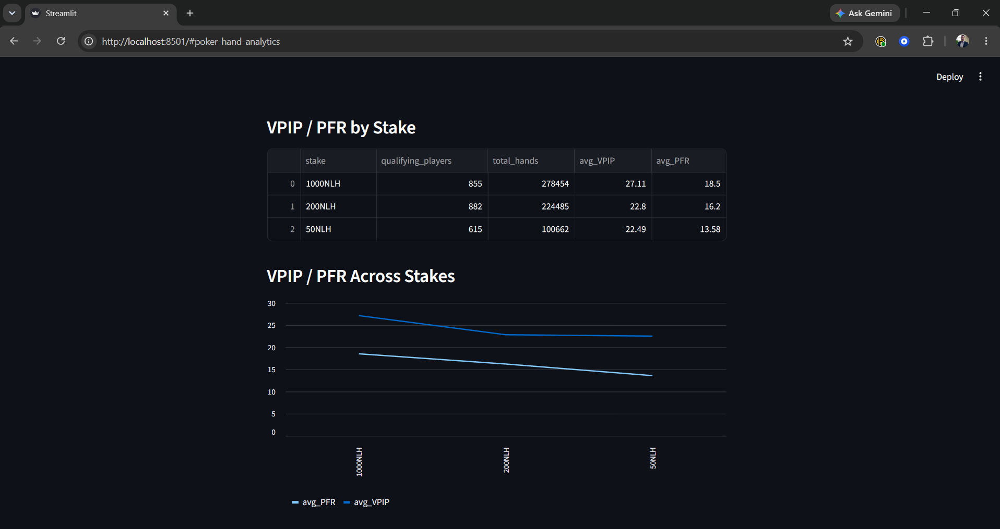 Streamlit
Ask Gemini
http://localhost:8501/#poker-hand-analytics
Deploy
VPIP / PFR by Stake
stake qualifying_players total_hands avg_VPIP avg_PFR
0 1000NLH 855 278454 27.11 18.5
1 200NLH 882 224485 22.8 16.2
2 50NLH 615 100662 22.49 13.58
VPIP / PFR Across Stakes
30
25
20
15
10
5
0
1000NLH 200NLH 50NLH
avg_PFR avg_VPIP